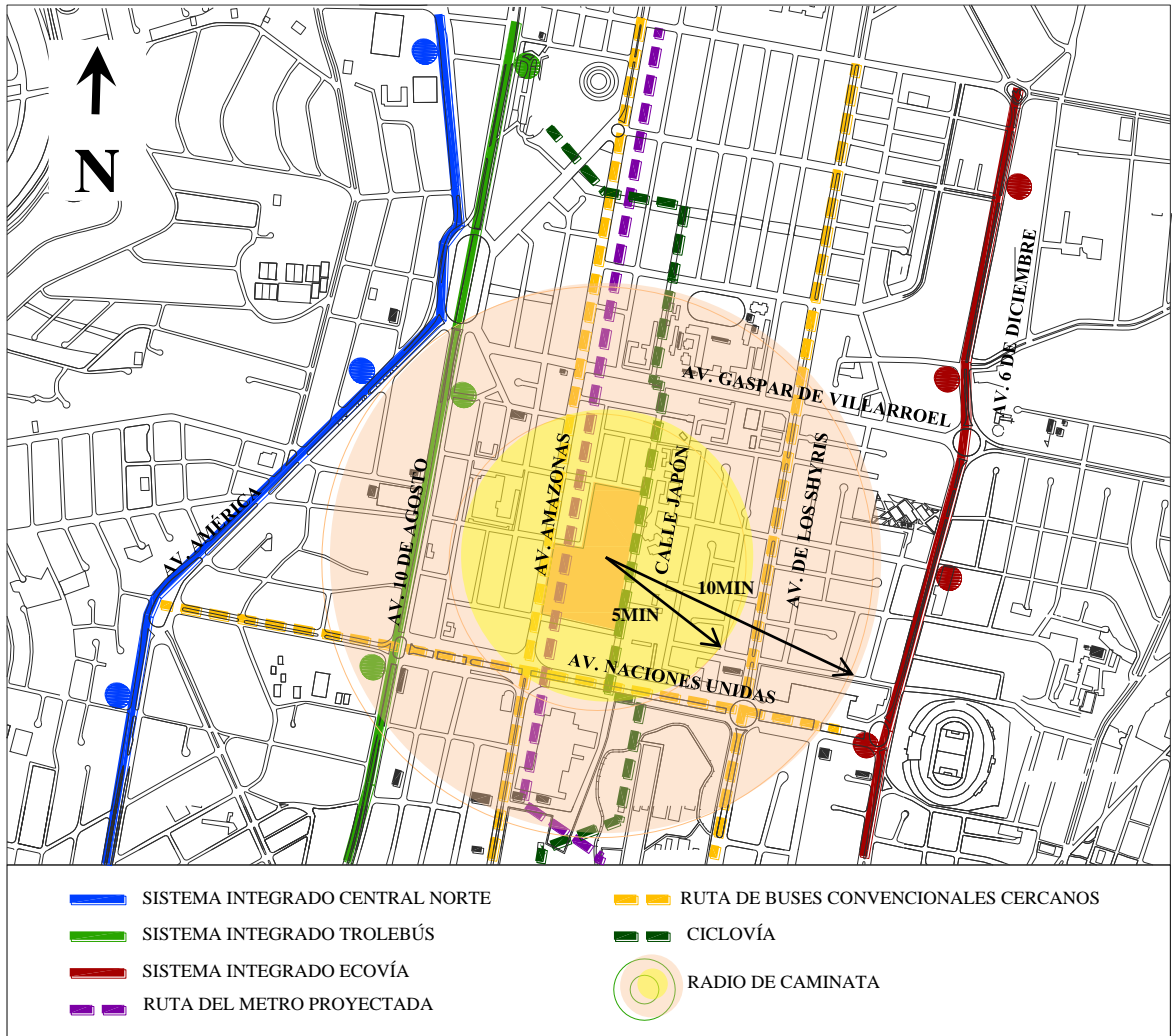 N
AV. 6 DE DICIEMBRE
AV. GASPAR DE VILLARROEL
AV. AMÉRICA
AV. 10 DE AGOSTO
AV. AMAZONAS
CALLE JAPÓN
AV. DE LOS SHYRIS
10MIN
5MIN
AV. NACIONES UNIDAS
SISTEMA INTEGRADO CENTRAL NORTE
SISTEMA INTEGRADO TROLEBÚS
SISTEMA INTEGRADO ECOVÍA
RUTA DEL METRO PROYECTADA
RUTA DE BUSES CONVENCIONALES CERCANOS
CICLOVÍA
RADIO DE CAMINATA